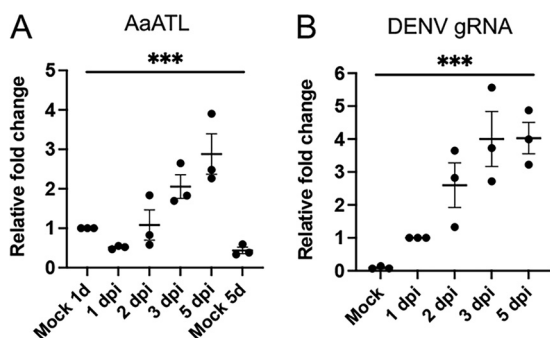 A
AaATL
***
Relative fold change
5
4
3
2
1
0
Mock 1d
1 dpi
2 dpi
3 dpi
5 dpi
Mock 5d
B
DENV gRNA
***
Relative fold change
6
5
4
3
2
1
0
Mock
1 dpi
2 dpi
3 dpi
5 dpi